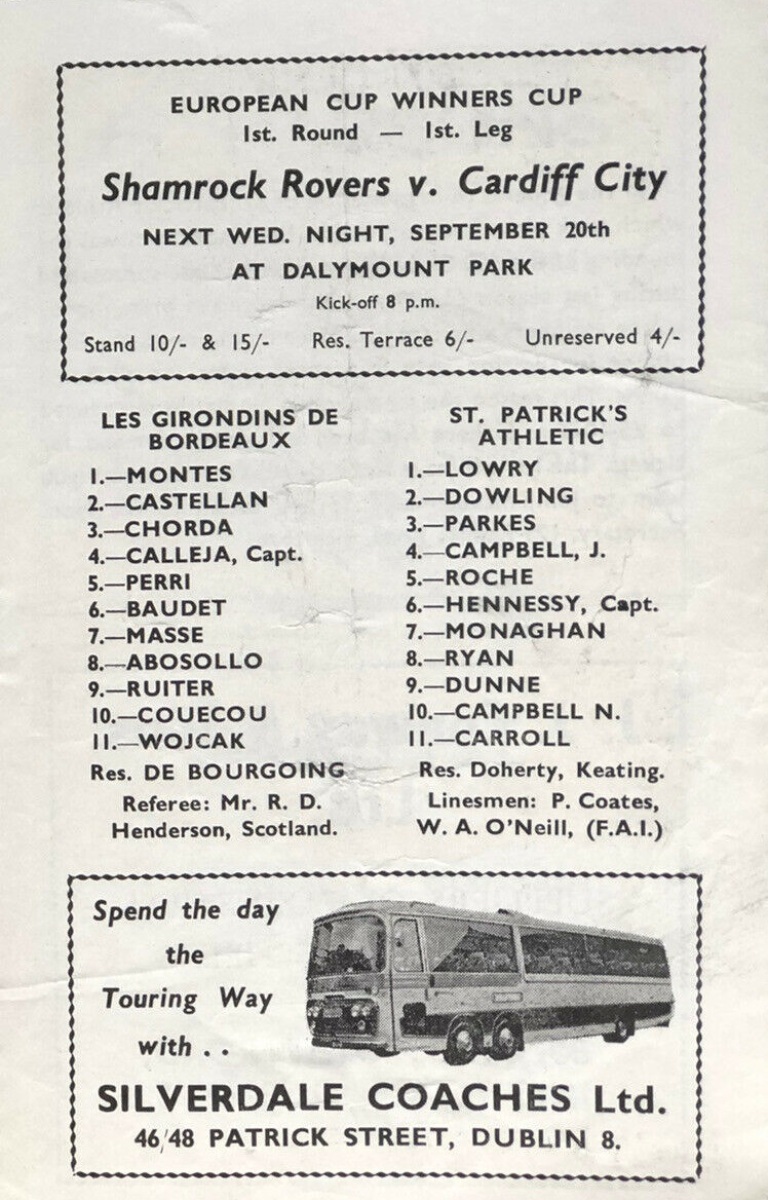 EUROPEAN CUP WINNERS CUP
1st. Round — 1st. Leg
Shamrock Rovers v. Cardiff City
NEXT WED. NIGHT, SEPTEMBER 20th
AT DALYMOUNT PARK
Kick-off 8 p.m.
Stand 10/- & 15/- Res. Terrace 6/- Unreserved 4/-
LES GIRONDINS DE
BORDEAUX
1.—MONTES
2.—CASTELLAN
3.—CHORDA
4.—CALLEJA, Capt.
5.—PERRI
6.—BAUDET
7.—MASSE
8.—ABOSOLLO
9.—RUITER
10.—COUECOU
11.—WOJCAK
Res. DE BOURGOING
Referee: Mr. R. D.
Henderson, Scotland.
ST. PATRICK'S
ATHLETIC
1.—LOWRY
2.—DOWLING
3.—PARKES
4.—CAMPBELL, J.
5.—ROCHE
6.—HENNESSY, Capt.
7.—MONAGHAN
8.—RYAN
9.—DUNNE
10.—CAMPBELL N.
11.—CARROLL
Res. Doherty, Keating.
Linesmen: P. Coates,
W. A. O'Neill, (F.A.I.)
Spend the day
the
Touring Way
with . .
SILVERDALE COACHES Ltd.
46/48 PATRICK STREET, DUBLIN 8.